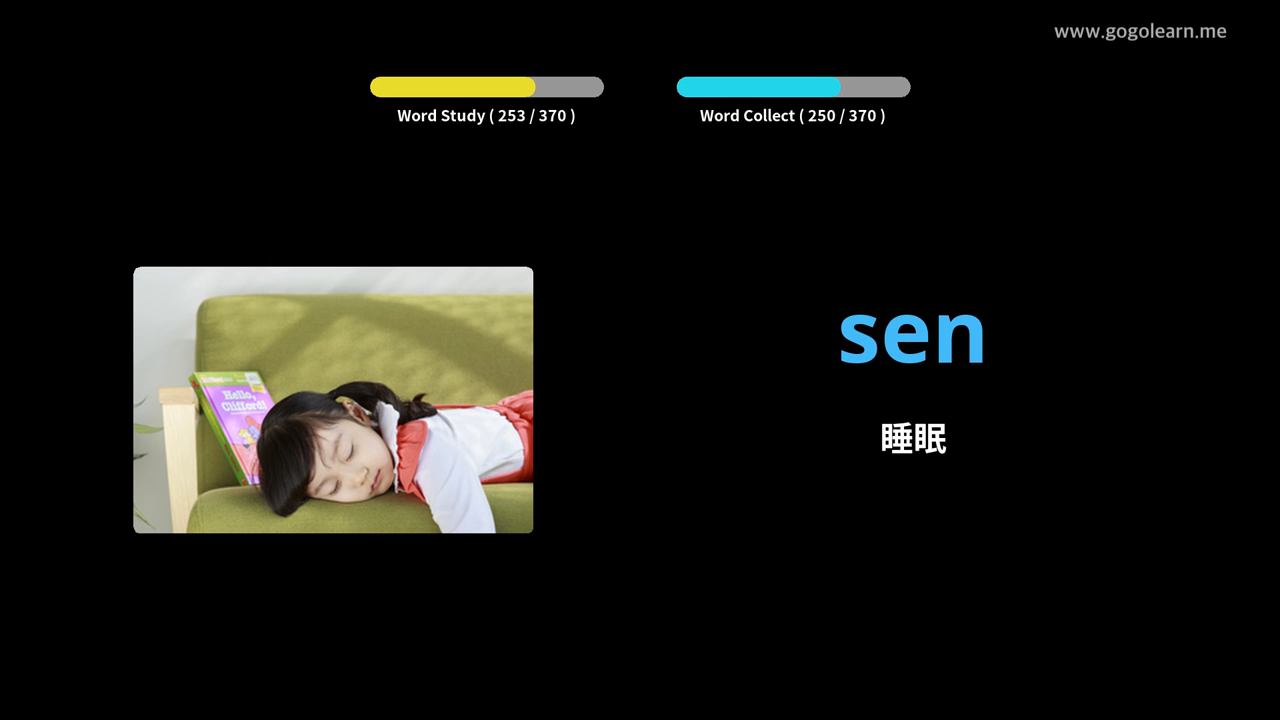 www.gogolearn.me
Word Study ( 253 / 370 )
Word Collect ( 250 / 370 )
Hello,
Clifford!
sen
睡眠